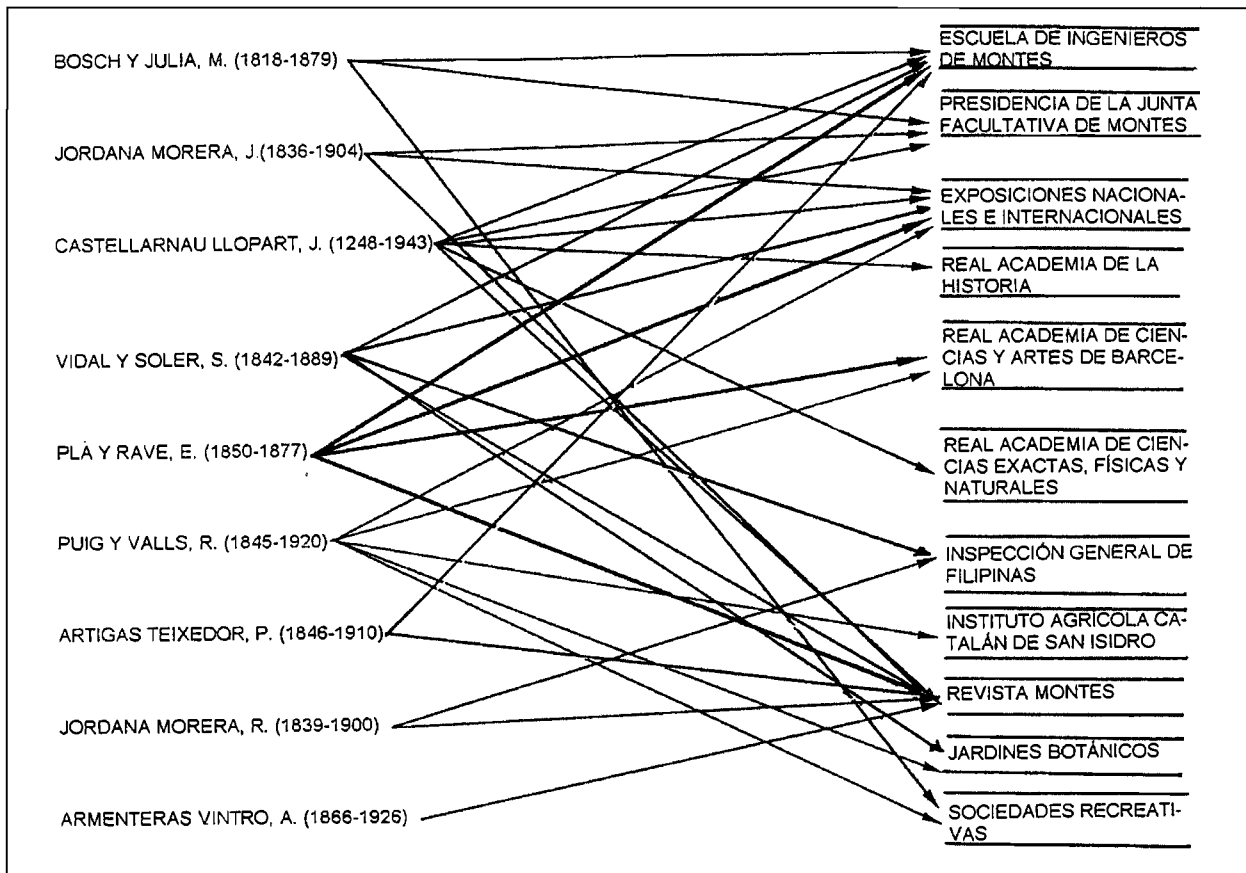 BOSCH Y JULIA, M. (1818-1879)
JORDANA MORERA, J.(1836-1904)
CASTELLARNAU LLOPART, J. (1248-1943)
VIDAL Y SOLER, S. (1842-1889)
PLÀ Y RAVE, E. (1850-1877)
PUIG Y VALLS, R. (1845-1920)
ARTIGAS TEIXEDOR, P. (1846-1910)
JORDANA MORERA, R. (1839-1900)
ARMENTERAS VINTRO, A. (1866-1926)
ESCUELA DE INGENIEROS
DE MONTES
PRESIDENCIA DE LA JUNTA
FACULTATIVA DE MONTES
EXPOSICIONES NACIONA-
LES E INTERNACIONALES
REAL ACADEMIA DE LA
HISTORIA
REAL ACADEMIA DE CIEN-
CIAS Y ARTES DE BARCE-
LONA
REAL ACADEMIA DE CIEN-
CIAS EXACTAS, FÍSICAS Y
NATURALES
INSPECCIÓN GENERAL DE
FILIPINAS
INSTITUTO AGRÍCOLA CA-
TALÁN DE SAN ISIDRO
REVISTA MONTES
JARDINES BOTÁNICOS
SOCIEDADES RECREATI-
VAS